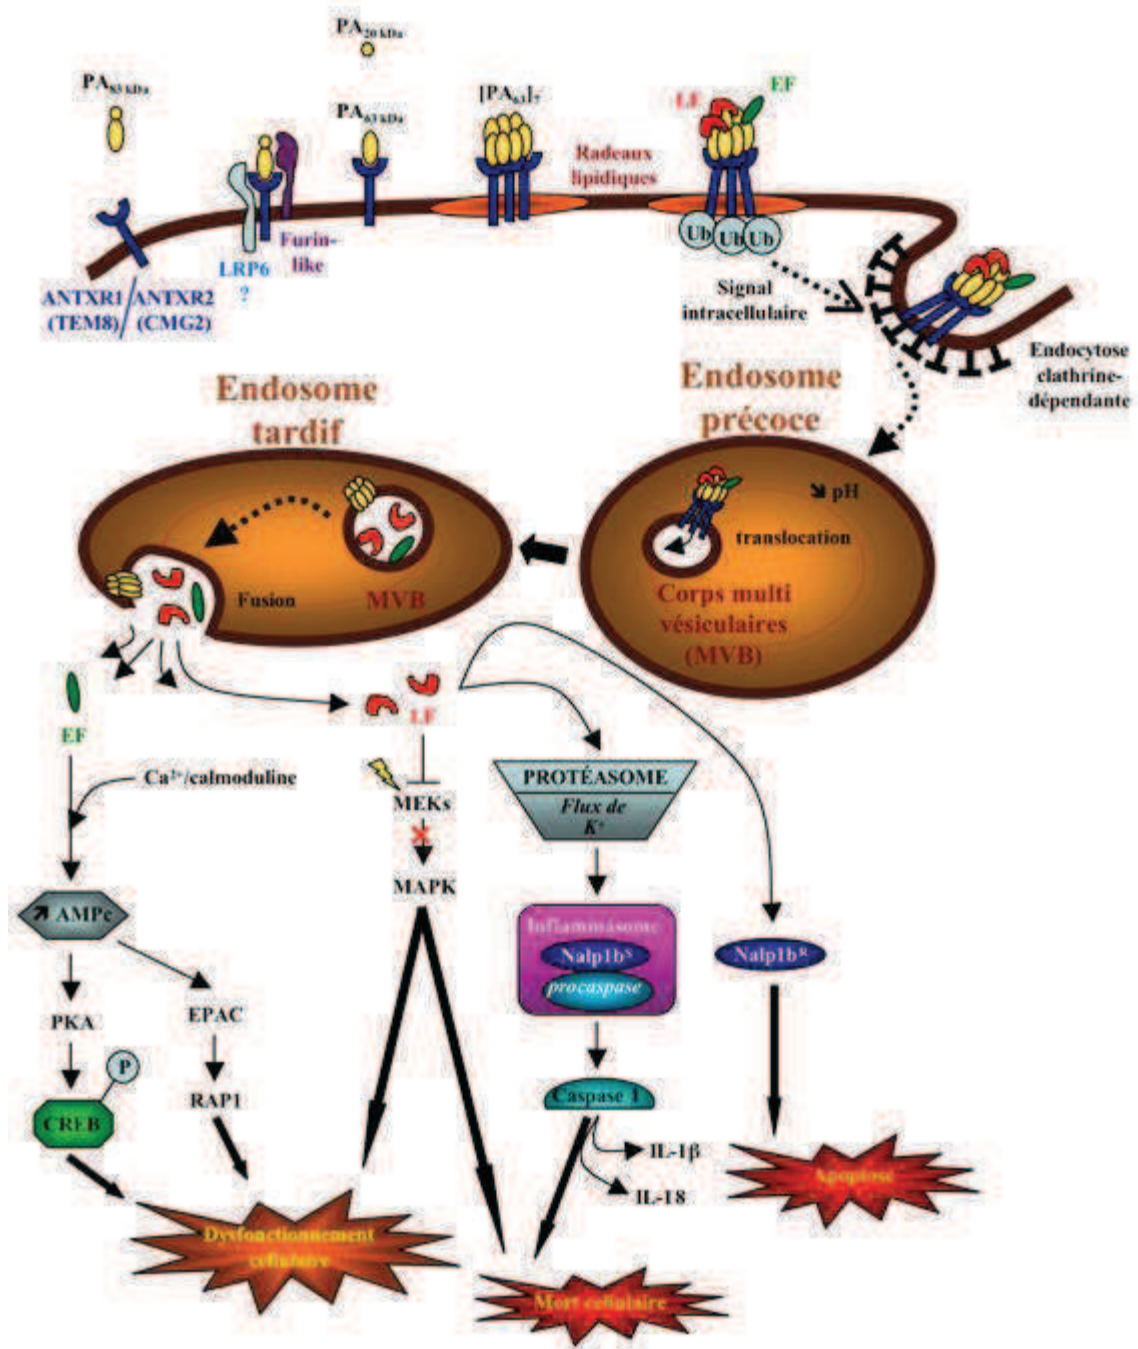 PA20 kDa
PA83 kDa
PA63 kDa
[PA63]7
LF
EF
Radeaux
lipidiques
Furin-
like
LRP6
?
ANTXR1/ANTXR2
(TEM8)/(CMG2)
Ub Ub Ub
Signal
intracellulaire
Endocytose
clathrine-
dépendante
Endosome
tardif
Endosome
précoce
➘ pH
translocation
Corps multi
vésiculaires
(MVB)
MVB
Fusion
EF
LF
Ca²⁺/calmoduline
MEKs
MAPK
PROTÉASOME
Flux de
K⁺
➚ AMPc
Inflammasome
Nalp1bˢ
procaspase
Nalp1bᴿ
PKA
EPAC
P
CREB
RAP1
Caspase 1
IL-1β
IL-18
Apoptose
Dysfonctionnement
cellulaire
Mort cellulaire